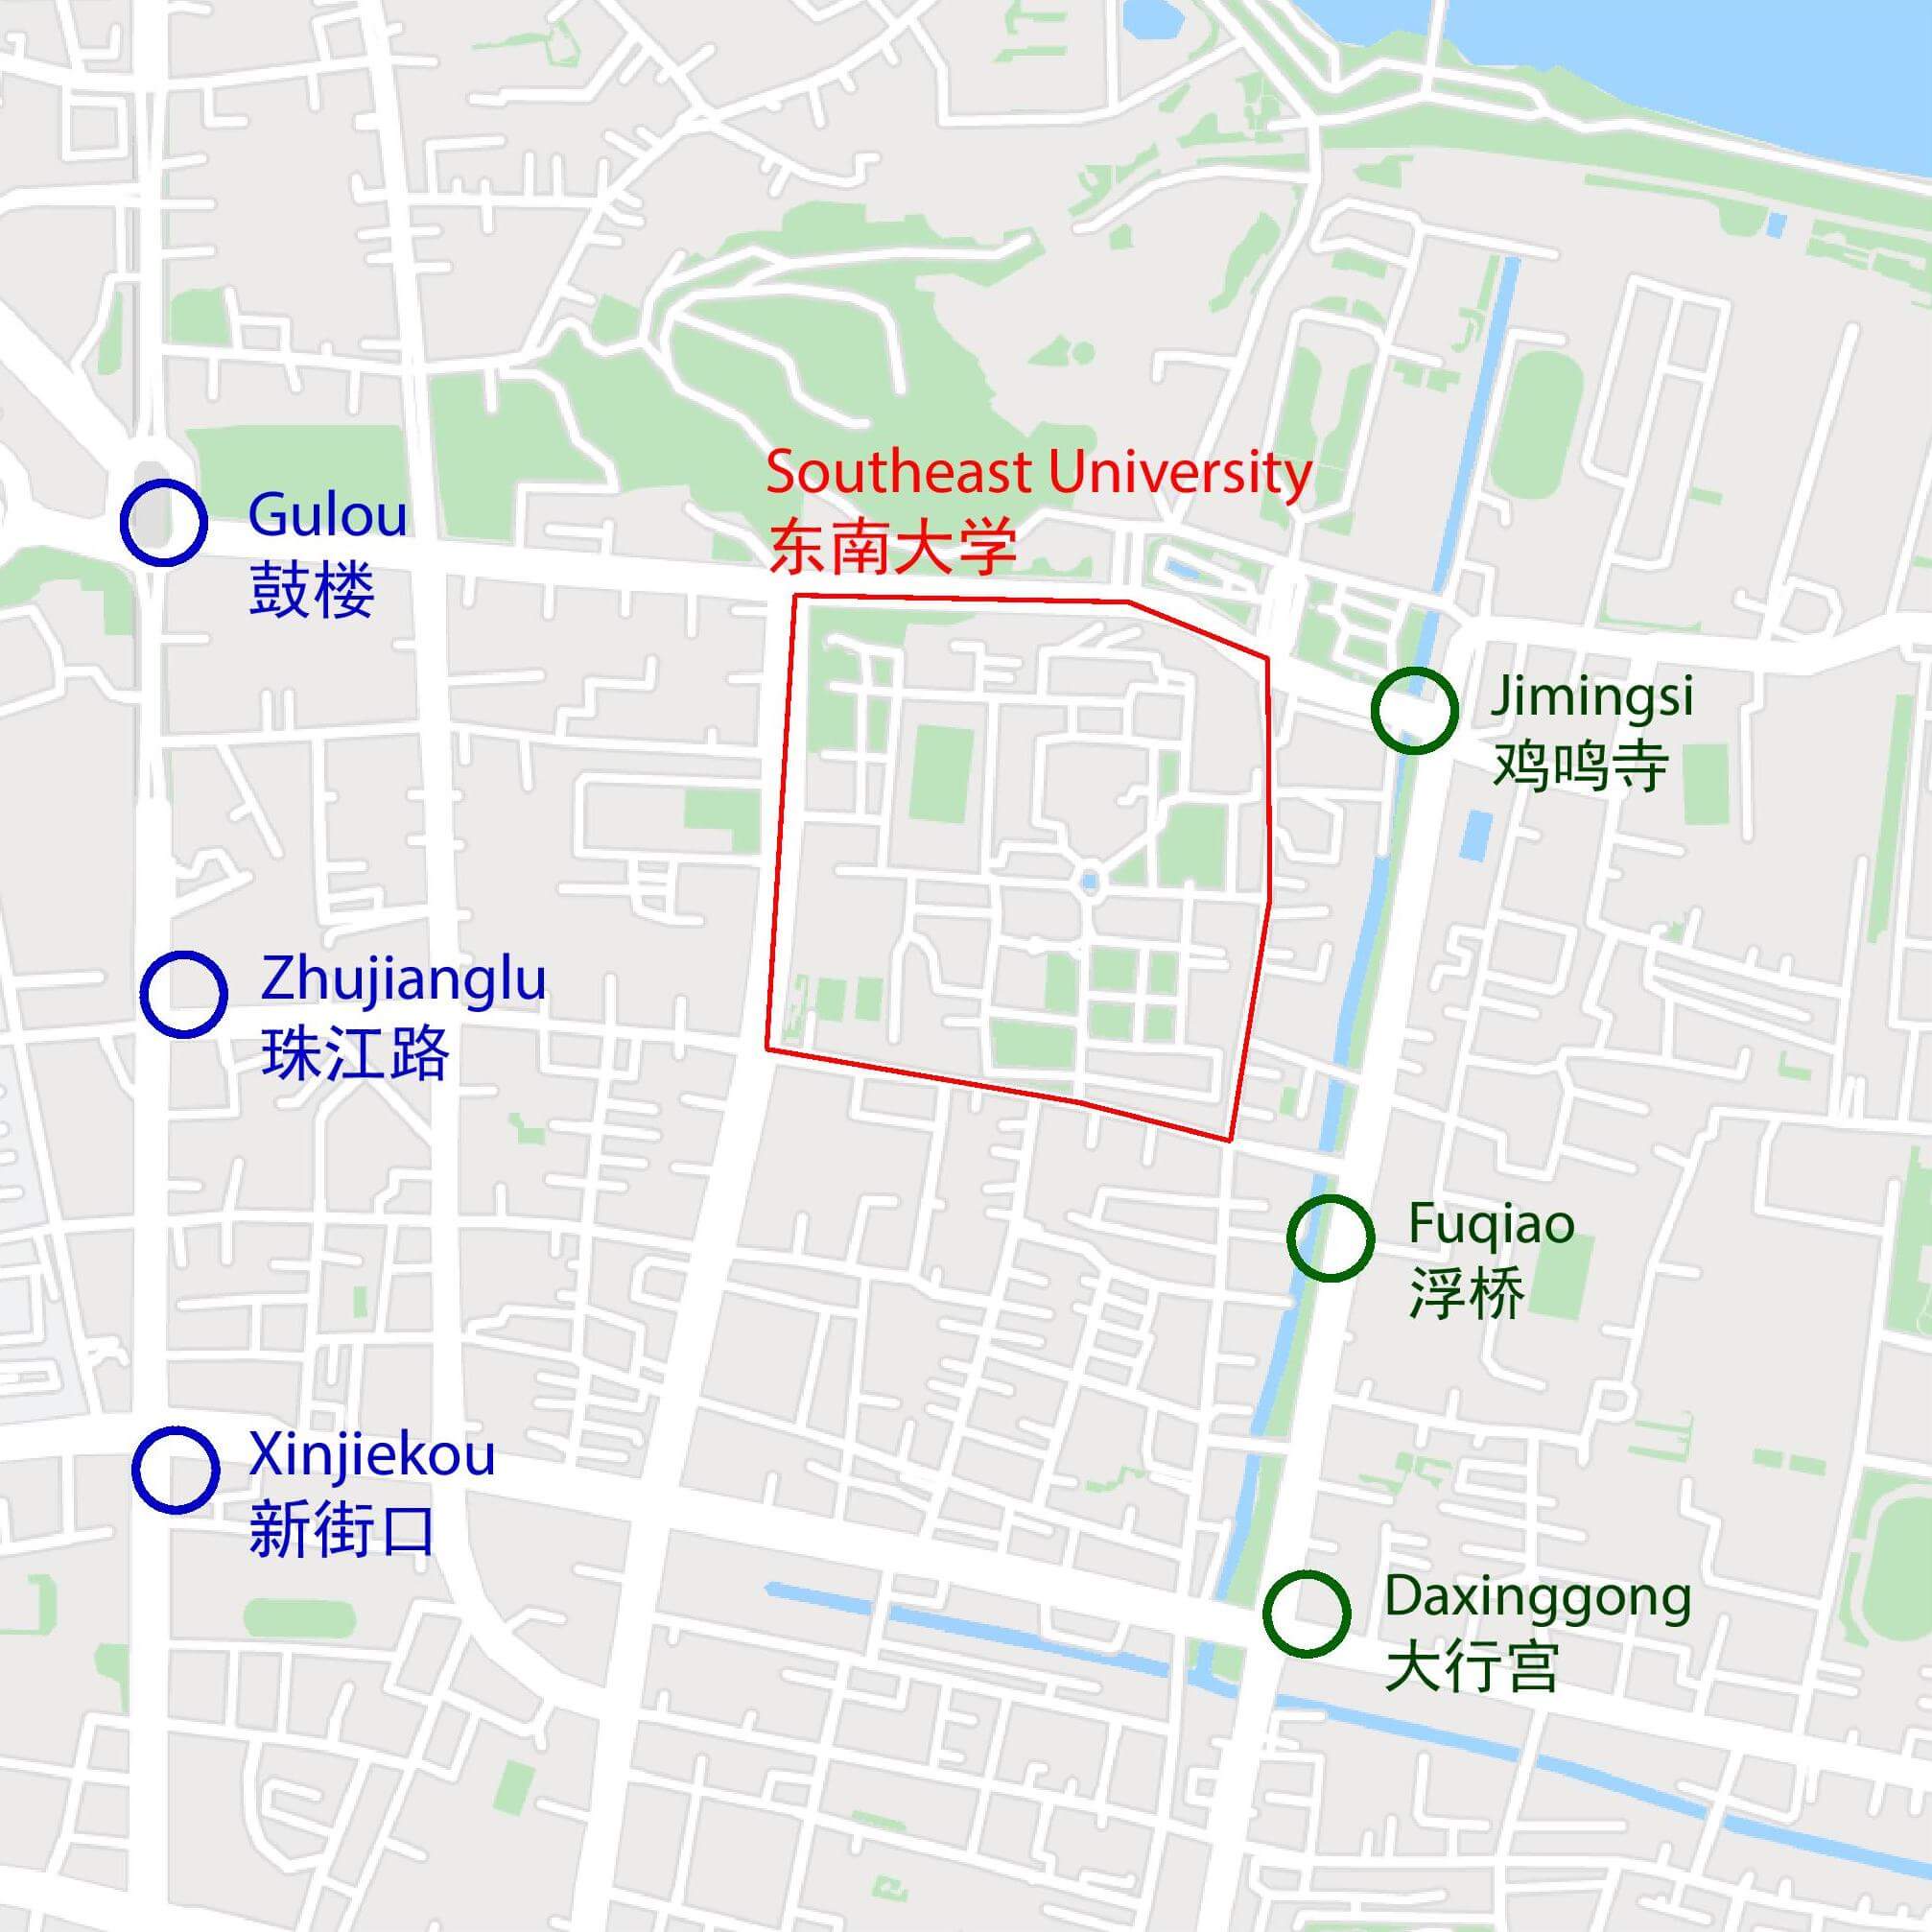 Southeast University
东南大学
Gulou
鼓楼
Jimingsi
鸡鸣寺
Zhujianglu
珠江路
Fuqiao
浮桥
Xinjiekou
新街口
Daxinggong
大行宫